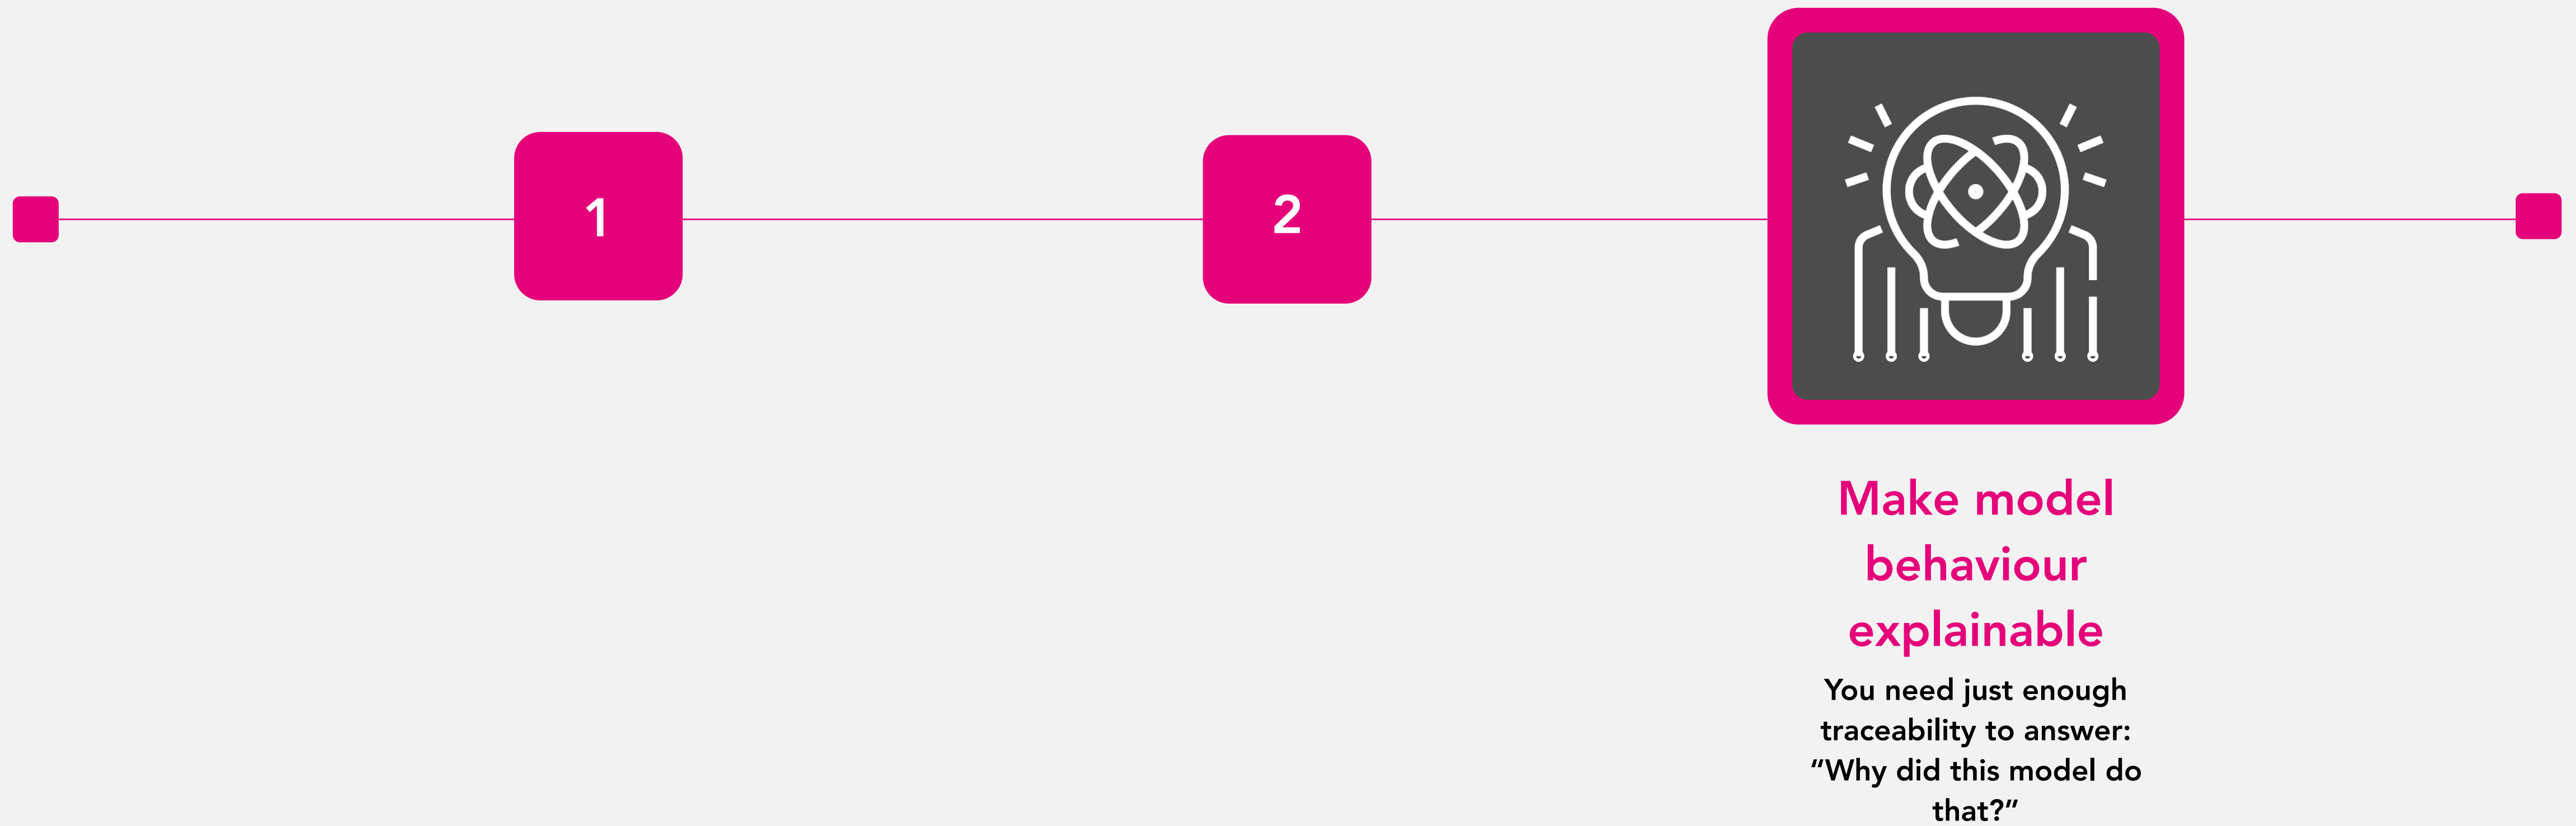 1
2
Make model
behaviour
explainable
You need just enough
traceability to answer:
“Why did this model do
that?”